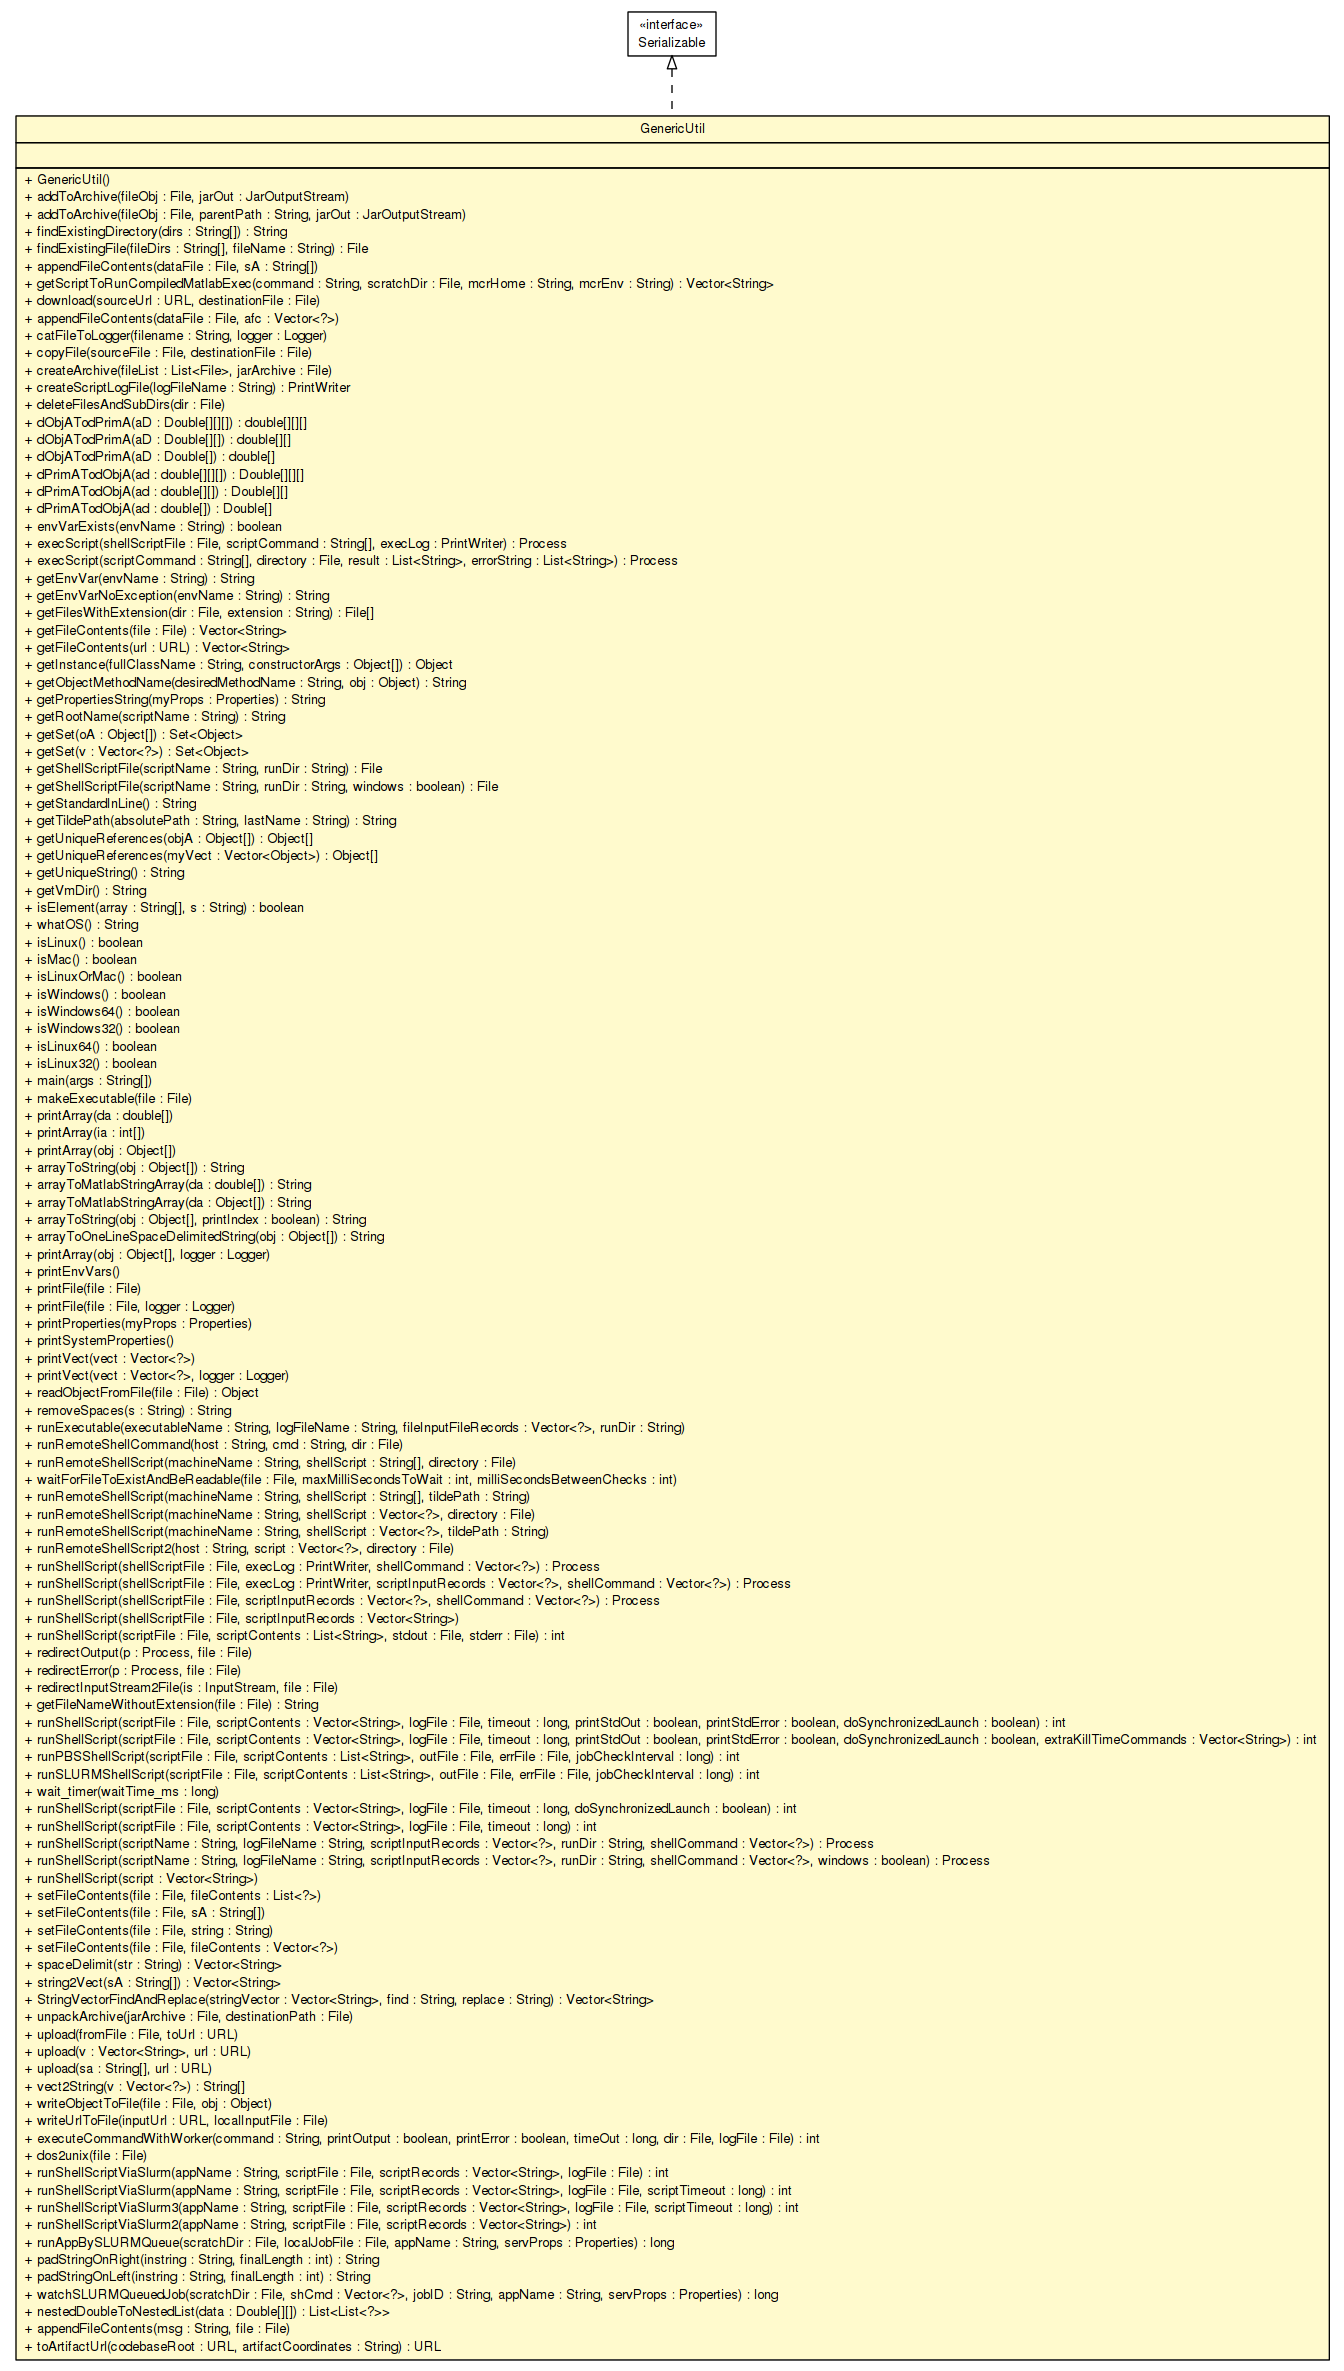 «interface»
Serializable
GenericUtil
+ GenericUtil()
+ addToArchive(fileObj : File, jarOut : JarOutputStream)
+ addToArchive(fileObj : File, parentPath : String, jarOut : JarOutputStream)
+ findExistingDirectory(dirs : String[]) : String
+ findExistingFile(fileDirs : String[], fileName : String) : File
+ appendFileContents(dataFile : File, sA : String[])
+ getScriptToRunCompiledMatlabExec(command : String, scratchDir : File, mcrHome : String, mcrEnv : String) : Vector<String>
+ download(sourceUrl : URL, destinationFile : File)
+ appendFileContents(dataFile : File, afc : Vector<?>)
+ catFileToLogger(filename : String, logger : Logger)
+ copyFile(sourceFile : File, destinationFile : File)
+ createArchive(fileList : List<File>, jarArchive : File)
+ createScriptLogFile(logFileName : String) : PrintWriter
+ deleteFilesAndSubDirs(dir : File)
+ dObjATodPrimA(aD : Double[][][]) : double[][][]
+ dObjATodPrimA(aD : Double[][]) : double[][]
+ dObjATodPrimA(aD : Double[]) : double[]
+ dPrimATodObjA(ad : double[][][]) : Double[][][]
+ dPrimATodObjA(ad : double[][]) : Double[][]
+ dPrimATodObjA(ad : double[]) : Double[]
+ envVarExists(envName : String) : boolean
+ execScript(shellScriptFile : File, scriptCommand : String[], execLog : PrintWriter) : Process
+ execScript(scriptCommand : String[], directory : File, result : List<String>, errorString : List<String>) : Process
+ getEnvVar(envName : String) : String
+ getEnvVarNoException(envName : String) : String
+ getFilesWithExtension(dir : File, extension : String) : File[]
+ getFileContents(file : File) : Vector<String>
+ getFileContents(url : URL) : Vector<String>
+ getInstance(fullClassName : String, constructorArgs : Object[]) : Object
+ getObjectMethodName(desiredMethodName : String, obj : Object) : String
+ getPropertiesString(myProps : Properties) : String
+ getRootName(scriptName : String) : String
+ getSet(oA : Object[]) : Set<Object>
+ getSet(v : Vector<?>) : Set<Object>
+ getShellScriptFile(scriptName : String, runDir : String) : File
+ getShellScriptFile(scriptName : String, runDir : String, windows : boolean) : File
+ getStandardInLine() : String
+ getTildePath(absolutePath : String, lastName : String) : String
+ getUniqueReferences(objA : Object[]) : Object[]
+ getUniqueReferences(myVect : Vector<Object>) : Object[]
+ getUniqueString() : String
+ getVmDir() : String
+ isElement(array : String[], s : String) : boolean
+ whatOS() : String
+ isLinux() : boolean
+ isMac() : boolean
+ isLinuxOrMac() : boolean
+ isWindows() : boolean
+ isWindows64() : boolean
+ isWindows32() : boolean
+ isLinux64() : boolean
+ isLinux32() : boolean
+ main(args : String[])
+ makeExecutable(file : File)
+ printArray(da : double[])
+ printArray(ia : int[])
+ printArray(obj : Object[])
+ arrayToString(obj : Object[]) : String
+ arrayToMatlabStringArray(da : double[]) : String
+ arrayToMatlabStringArray(da : Object[]) : String
+ arrayToString(obj : Object[], printIndex : boolean) : String
+ arrayToOneLineSpaceDelimitedString(obj : Object[]) : String
+ printArray(obj : Object[], logger : Logger)
+ printEnvVars()
+ printFile(file : File)
+ printFile(file : File, logger : Logger)
+ printProperties(myProps : Properties)
+ printSystemProperties()
+ printVect(vect : Vector<?>)
+ printVect(vect : Vector<?>, logger : Logger)
+ readObjectFromFile(file : File) : Object
+ removeSpaces(s : String) : String
+ runExecutable(executableName : String, logFileName : String, fileInputFileRecords : Vector<?>, runDir : String)
+ runRemoteShellCommand(host : String, cmd : String, dir : File)
+ runRemoteShellScript(machineName : String, shellScript : String[], directory : File)
+ waitForFileToExistAndBeReadable(file : File, maxMilliSecondsToWait : int, milliSecondsBetweenChecks : int)
+ runRemoteShellScript(machineName : String, shellScript : String[], tildePath : String)
+ runRemoteShellScript(machineName : String, shellScript : Vector<?>, directory : File)
+ runRemoteShellScript(machineName : String, shellScript : Vector<?>, tildePath : String)
+ runRemoteShellScript2(host : String, script : Vector<?>, directory : File)
+ runShellScript(shellScriptFile : File, execLog : PrintWriter, shellCommand : Vector<?>) : Process
+ runShellScript(shellScriptFile : File, execLog : PrintWriter, scriptInputRecords : Vector<?>, shellCommand : Vector<?>) : Process
+ runShellScript(shellScriptFile : File, scriptInputRecords : Vector<?>, shellCommand : Vector<?>) : Process
+ runShellScript(shellScriptFile : File, scriptInputRecords : Vector<String>)
+ runShellScript(scriptFile : File, scriptContents : List<String>, stdout : File, stderr : File) : int
+ redirectOutput(p : Process, file : File)
+ redirectError(p : Process, file : File)
+ redirectInputStream2File(is : InputStream, file : File)
+ getFileNameWithoutExtension(file : File) : String
+ runShellScript(scriptFile : File, scriptContents : Vector<String>, logFile : File, timeout : long, printStdOut : boolean, printStdError : boolean, doSynchronizedLaunch : boolean) : int
+ runShellScript(scriptFile : File, scriptContents : Vector<String>, logFile : File, timeout : long, printStdOut : boolean, printStdError : boolean, doSynchronizedLaunch : boolean, extraKillTimeCommands : Vector<String>) : int
+ runPBSShellScript(scriptFile : File, scriptContents : List<String>, outFile : File, errFile : File, jobCheckInterval : long) : int
+ runSLURMShellScript(scriptFile : File, scriptContents : List<String>, outFile : File, errFile : File, jobCheckInterval : long) : int
+ wait_timer(waitTime_ms : long)
+ runShellScript(scriptFile : File, scriptContents : Vector<String>, logFile : File, timeout : long, doSynchronizedLaunch : boolean) : int
+ runShellScript(scriptFile : File, scriptContents : Vector<String>, logFile : File, timeout : long) : int
+ runShellScript(scriptName : String, logFileName : String, scriptInputRecords : Vector<?>, runDir : String, shellCommand : Vector<?>) : Process
+ runShellScript(scriptName : String, logFileName : String, scriptInputRecords : Vector<?>, runDir : String, shellCommand : Vector<?>, windows : boolean) : Process
+ runShellScript(script : Vector<String>)
+ setFileContents(file : File, fileContents : List<?>)
+ setFileContents(file : File, sA : String[])
+ setFileContents(file : File, string : String)
+ setFileContents(file : File, fileContents : Vector<?>)
+ spaceDelimit(str : String) : Vector<String>
+ string2Vect(sA : String[]) : Vector<String>
+ StringVectorFindAndReplace(stringVector : Vector<String>, find : String, replace : String) : Vector<String>
+ unpackArchive(jarArchive : File, destinationPath : File)
+ upload(fromFile : File, toUrl : URL)
+ upload(v : Vector<String>, url : URL)
+ upload(sa : String[], url : URL)
+ vect2String(v : Vector<?>) : String[]
+ writeObjectToFile(file : File, obj : Object)
+ writeUrlToFile(inputUrl : URL, localInputFile : File)
+ executeCommandWithWorker(command : String, printOutput : boolean, printError : boolean, timeOut : long, dir : File, logFile : File) : int
+ dos2unix(file : File)
+ runShellScriptViaSlurm(appName : String, scriptFile : File, scriptRecords : Vector<String>, logFile : File) : int
+ runShellScriptViaSlurm(appName : String, scriptFile : File, scriptRecords : Vector<String>, logFile : File, scriptTimeout : long) : int
+ runShellScriptViaSlurm3(appName : String, scriptFile : File, scriptRecords : Vector<String>, logFile : File, scriptTimeout : long) : int
+ runShellScriptViaSlurm2(appName : String, scriptFile : File, scriptRecords : Vector<String>) : int
+ runAppBySLURMQueue(scratchDir : File, localJobFile : File, appName : String, servProps : Properties) : long
+ padStringOnRight(instring : String, finalLength : int) : String
+ padStringOnLeft(instring : String, finalLength : int) : String
+ watchSLURMQueuedJob(scratchDir : File, shCmd : Vector<?>, jobID : String, appName : String, servProps : Properties) : long
+ nestedDoubleToNestedList(data : Double[][]) : List<List<?>>
+ appendFileContents(msg : String, file : File)
+ toArtifactUrl(codebaseRoot : URL, artifactCoordinates : String) : URL